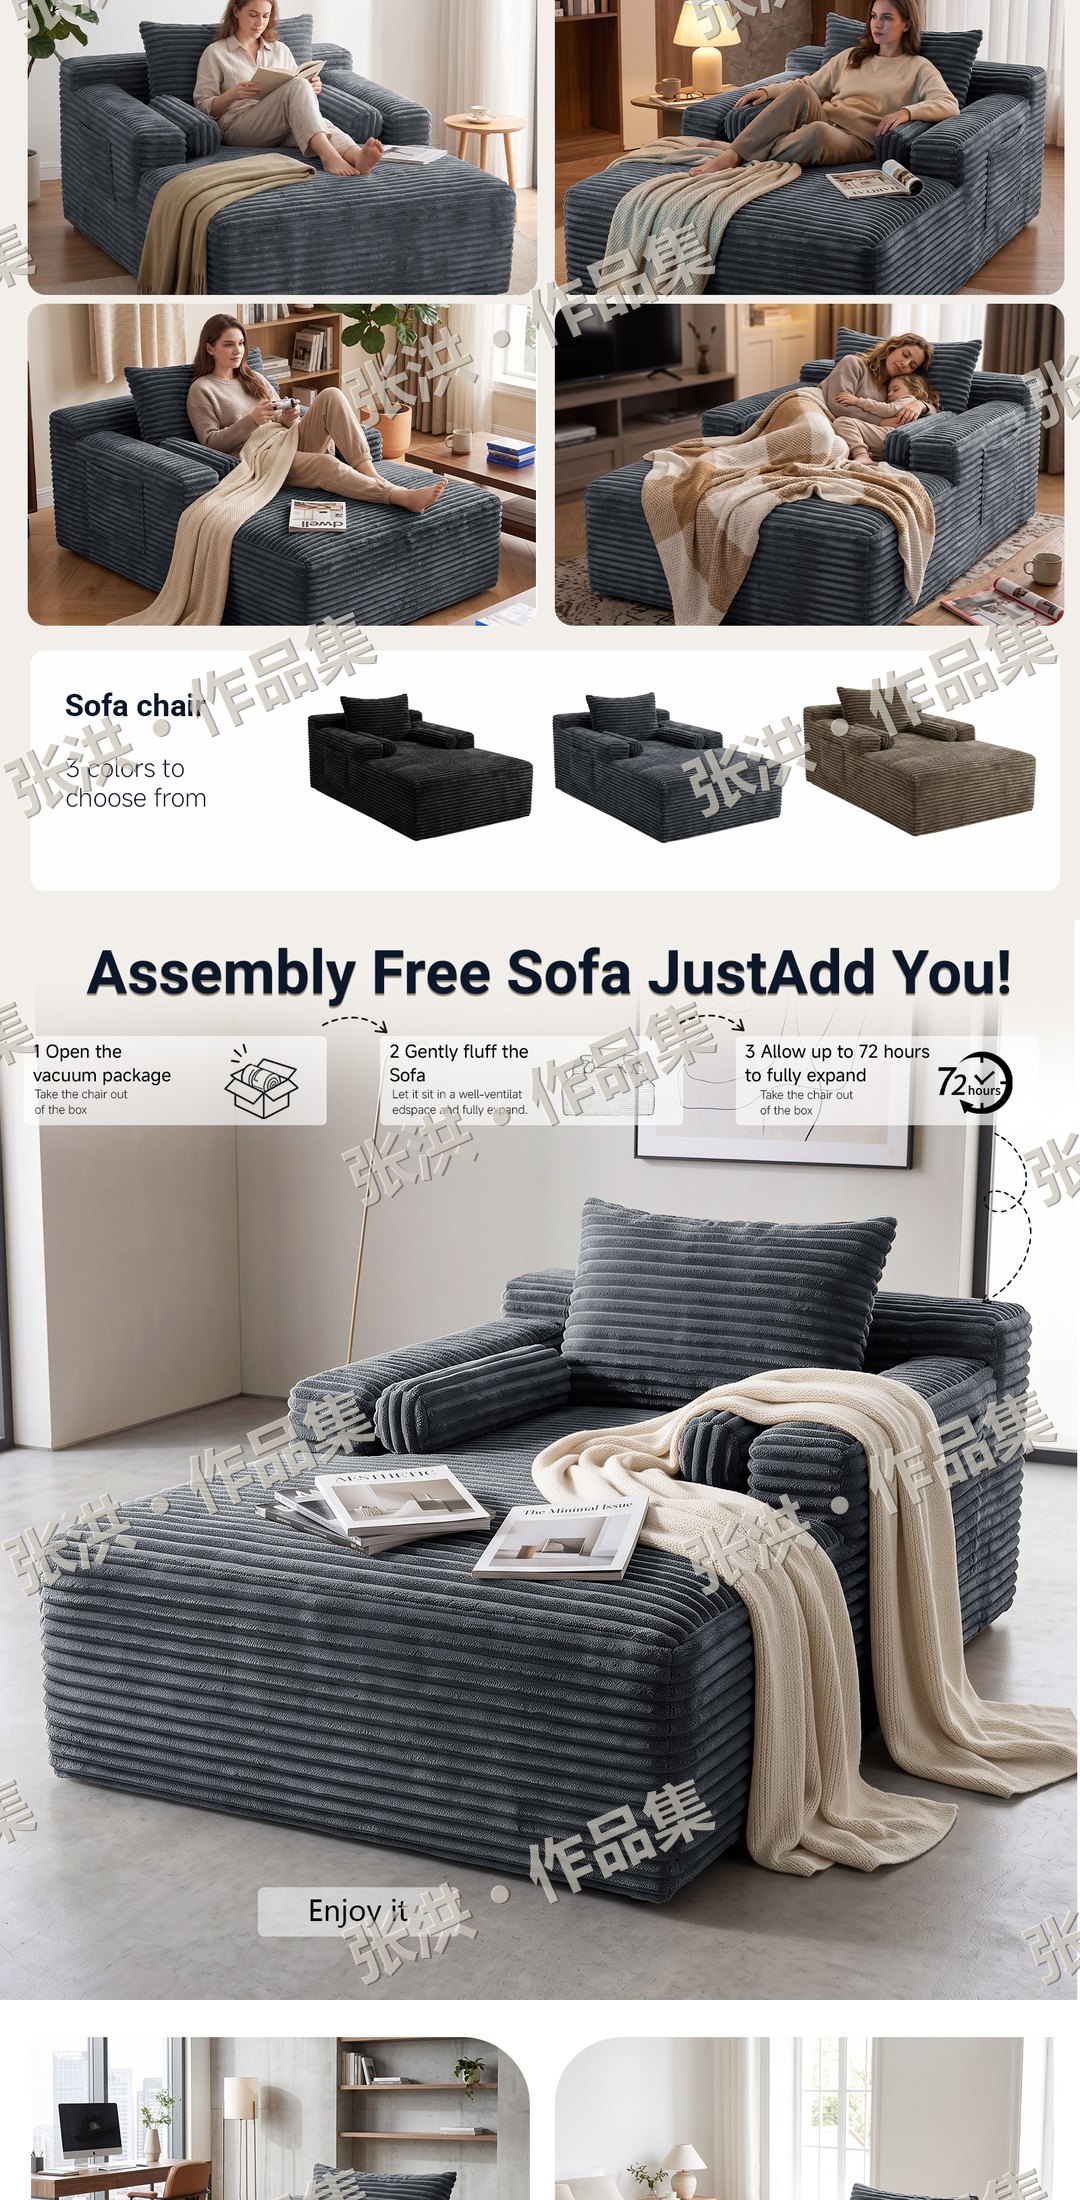 HABITAT
dwell
张洪·作品集
Sofa chair
3 colors to
choose from
Assembly Free Sofa JustAdd You!
1 Open the
vacuum package
Take the chair out
of the box
2 Gently fluff the
Sofa
Let it sit in a well-ventilat
edspace and fully expand.
3 Allow up to 72 hours
to fully expand
Take the chair out
of the box
72 hours
AESTHETIC
The Minimal Issue
Enjoy it